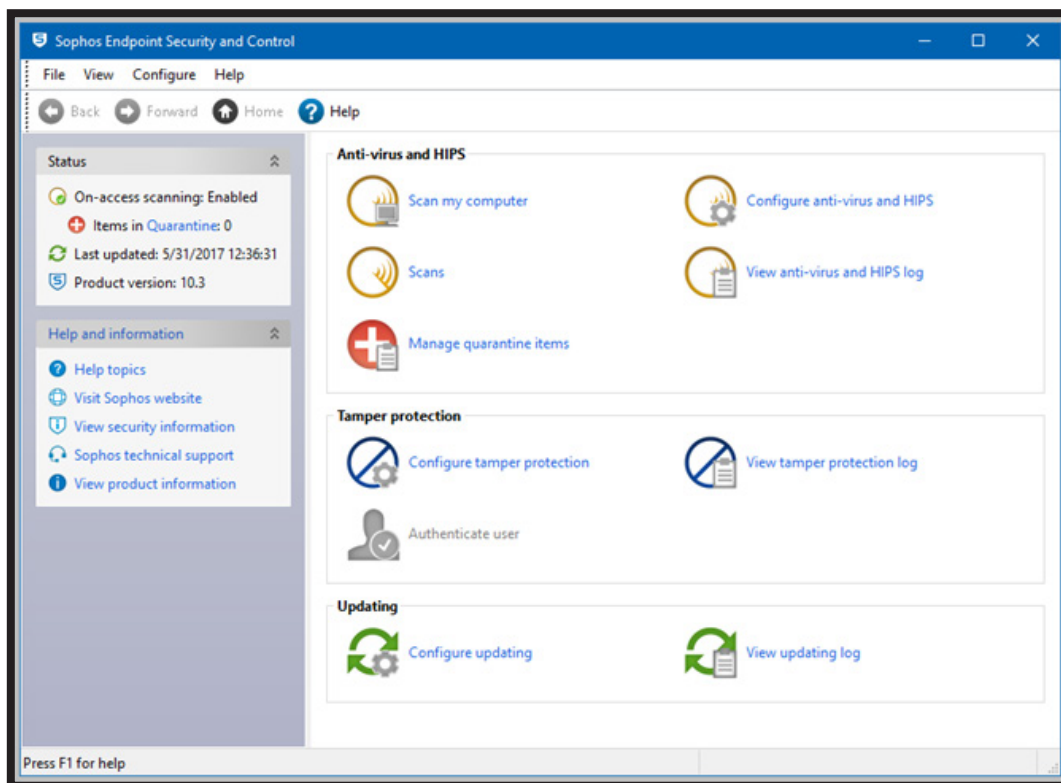 Sophos Endpoint Security and Control
File View Configure Help
Back Forward Home Help
Status
On-access scanning: Enabled
Items in Quarantine: 0
Last updated: 5/31/2017 12:36:31
Product version: 10.3
Help and information
Help topics
Visit Sophos website
View security information
Sophos technical support
View product information
Anti-virus and HIPS
Scan my computer
Configure anti-virus and HIPS
Scans
View anti-virus and HIPS log
Manage quarantine items
Tamper protection
Configure tamper protection
View tamper protection log
Authenticate user
Updating
Configure updating
View updating log
Press F1 for help